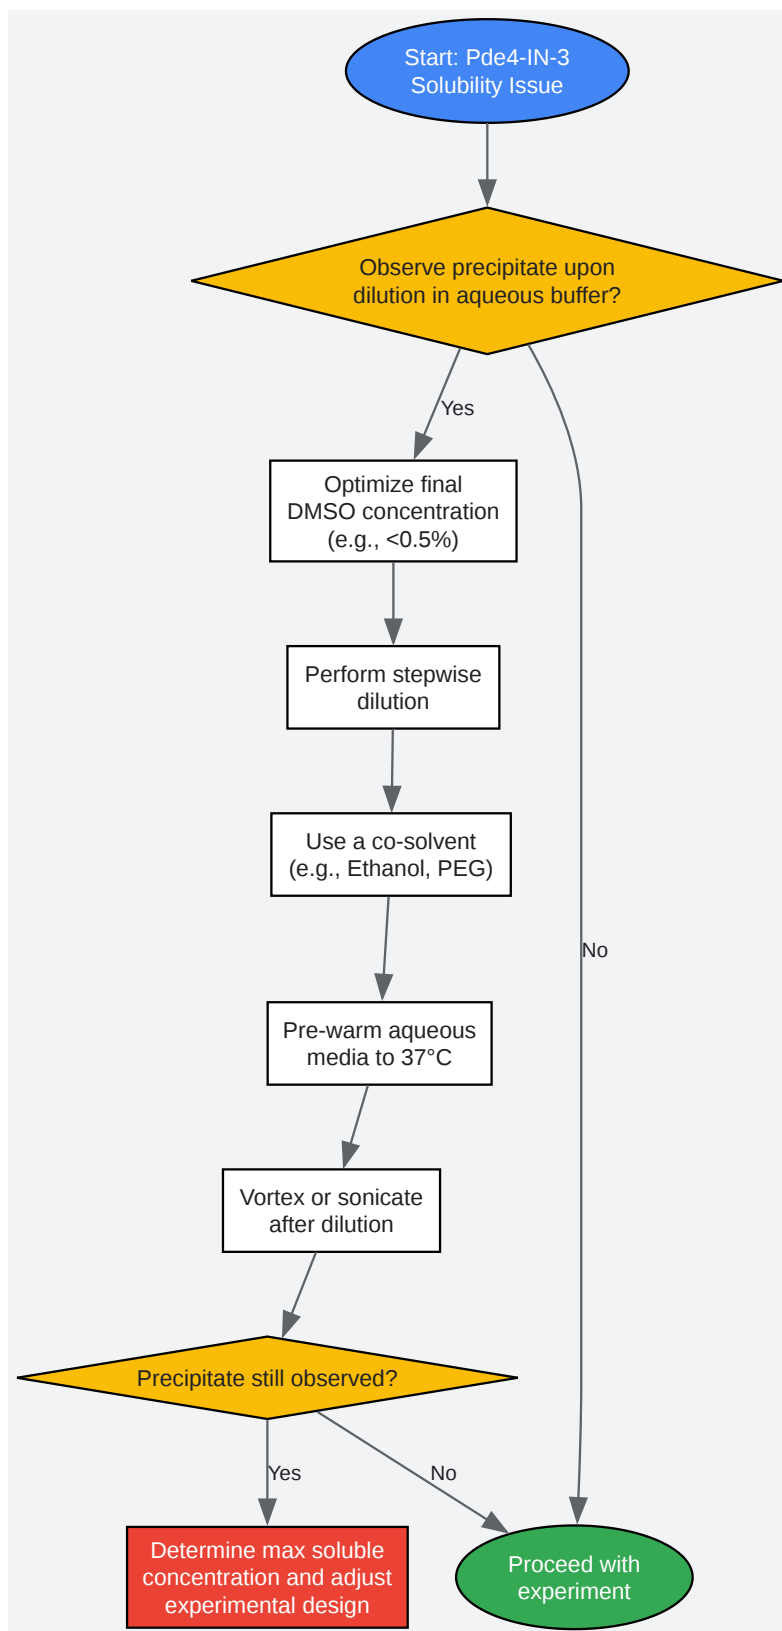 Start: Pde4-IN-3
Solubility Issue
Observe precipitate upon
dilution in aqueous buffer?
Yes
Optimize final
DMSO concentration
(e.g., <0.5%)
Perform stepwise
dilution
Use a co-solvent
(e.g., Ethanol, PEG)
No
Pre-warm aqueous
media to 37°C
Vortex or sonicate
after dilution
Precipitate still observed?
Yes
No
Determine max soluble
concentration and adjust
experimental design
Proceed with
experiment